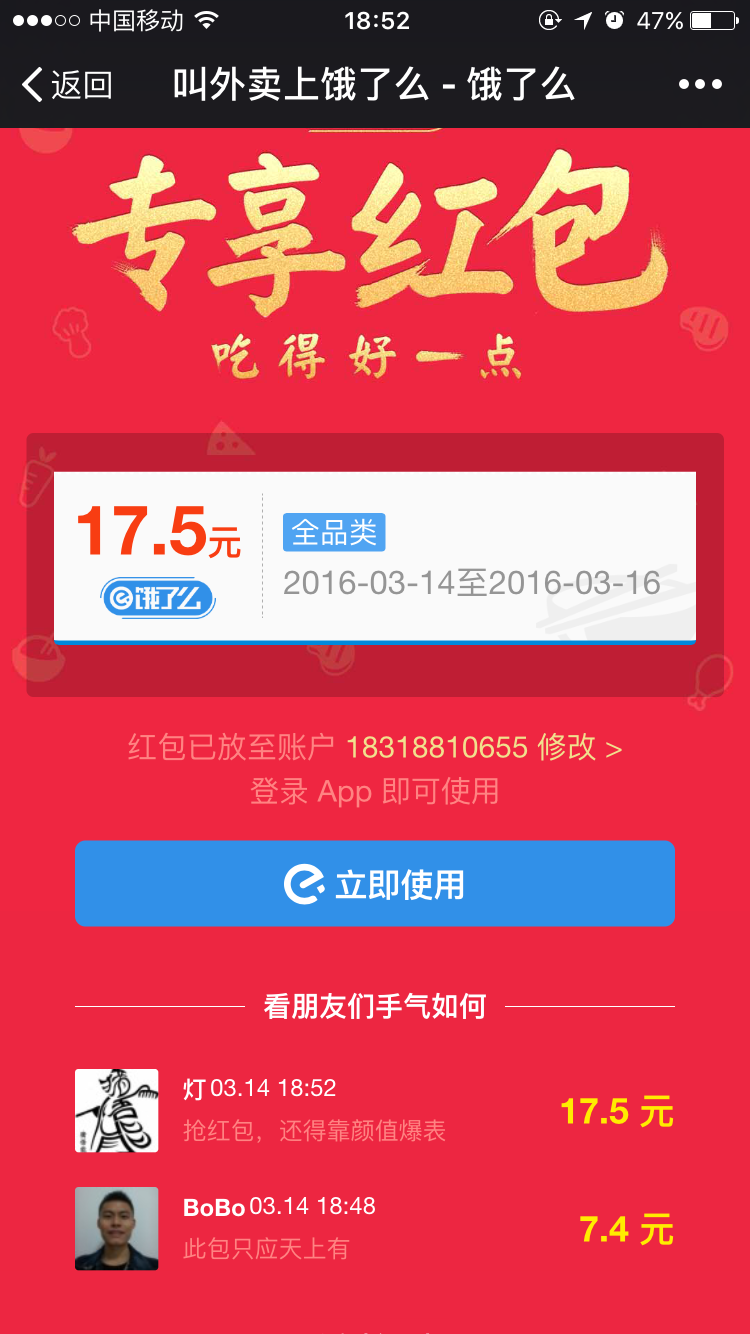 中国移动 18:52 47%
返回 叫外卖上饿了么 - 饿了么
专享红包
吃得好一点
17.5元
饿了么
全品类
2016-03-14至2016-03-16
红包已放至账户 18318810655 修改 >
登录 App 即可使用
立即使用
看朋友们手气如何
灯 03.14 18:52
抢红包，还得靠颜值爆表
17.5 元
BoBo 03.14 18:48
此包只应天上有
7.4 元